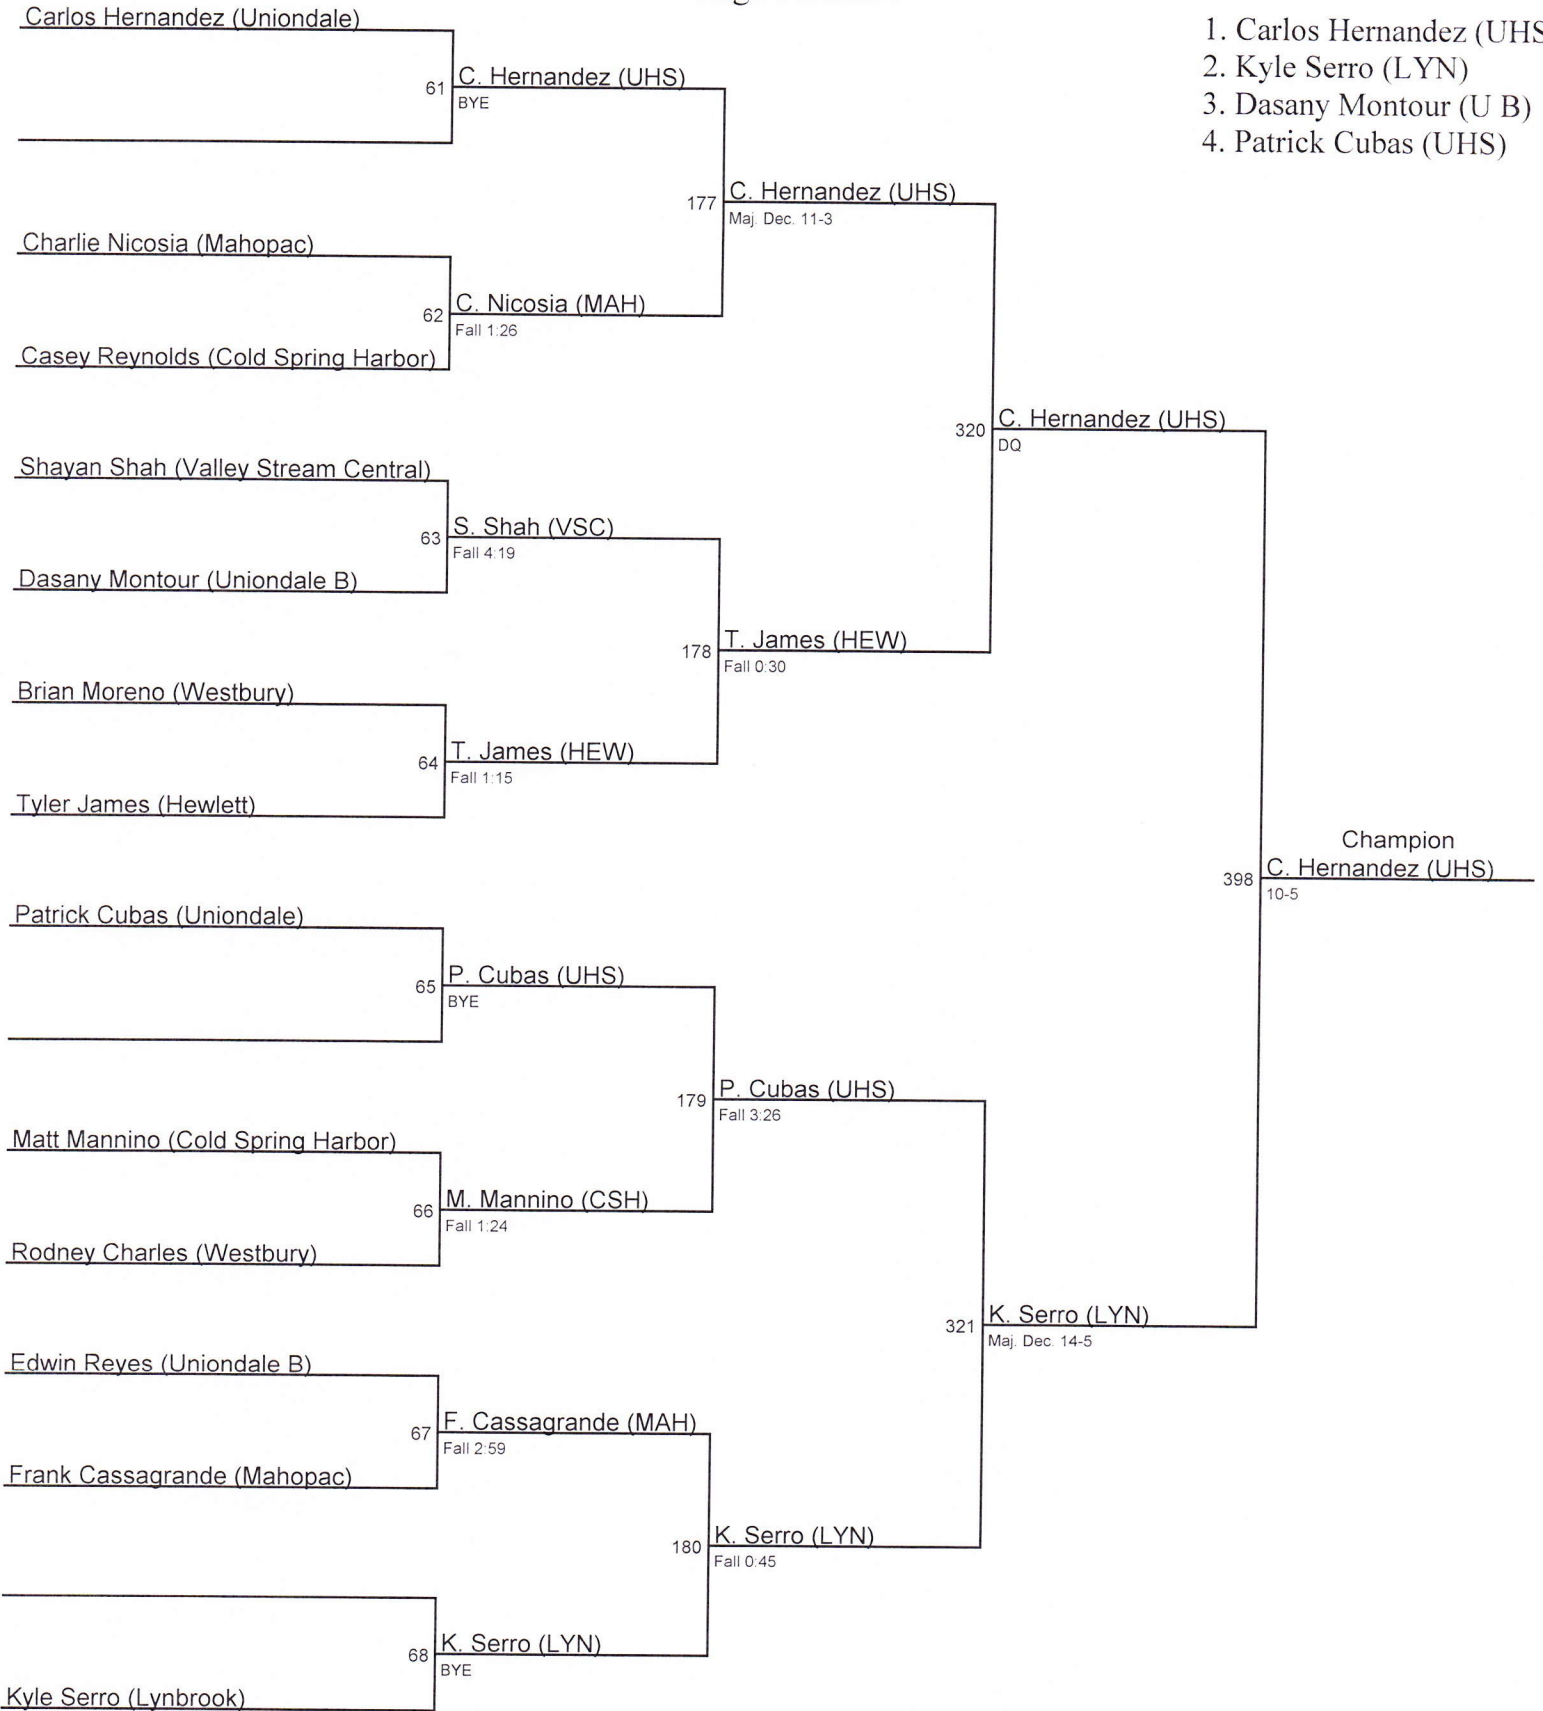 1. Carlos Hernandez (UHS
2. Kyle Serro (LYN)
3. Dasany Montour (U B)
4. Patrick Cubas (UHS)
Carlos Hernandez (Uniondale)
61 C. Hernandez (UHS)
BYE
177 C. Hernandez (UHS)
Maj. Dec. 11-3
Charlie Nicosia (Mahopac)
62 C. Nicosia (MAH)
Fall 1:26
Casey Reynolds (Cold Spring Harbor)
320 C. Hernandez (UHS)
DQ
Shayan Shah (Valley Stream Central)
63 S. Shah (VSC)
Fall 4:19
Dasany Montour (Uniondale B)
178 T. James (HEW)
Fall 0:30
Brian Moreno (Westbury)
64 T. James (HEW)
Fall 1:15
Tyler James (Hewlett)
Champion
398 C. Hernandez (UHS)
10-5
Patrick Cubas (Uniondale)
65 P. Cubas (UHS)
BYE
179 P. Cubas (UHS)
Fall 3:26
Matt Mannino (Cold Spring Harbor)
66 M. Mannino (CSH)
Fall 1:24
Rodney Charles (Westbury)
321 K. Serro (LYN)
Maj. Dec. 14-5
Edwin Reyes (Uniondale B)
67 F. Cassagrande (MAH)
Fall 2:59
Frank Cassagrande (Mahopac)
180 K. Serro (LYN)
Fall 0:45
68 K. Serro (LYN)
BYE
Kyle Serro (Lynbrook)